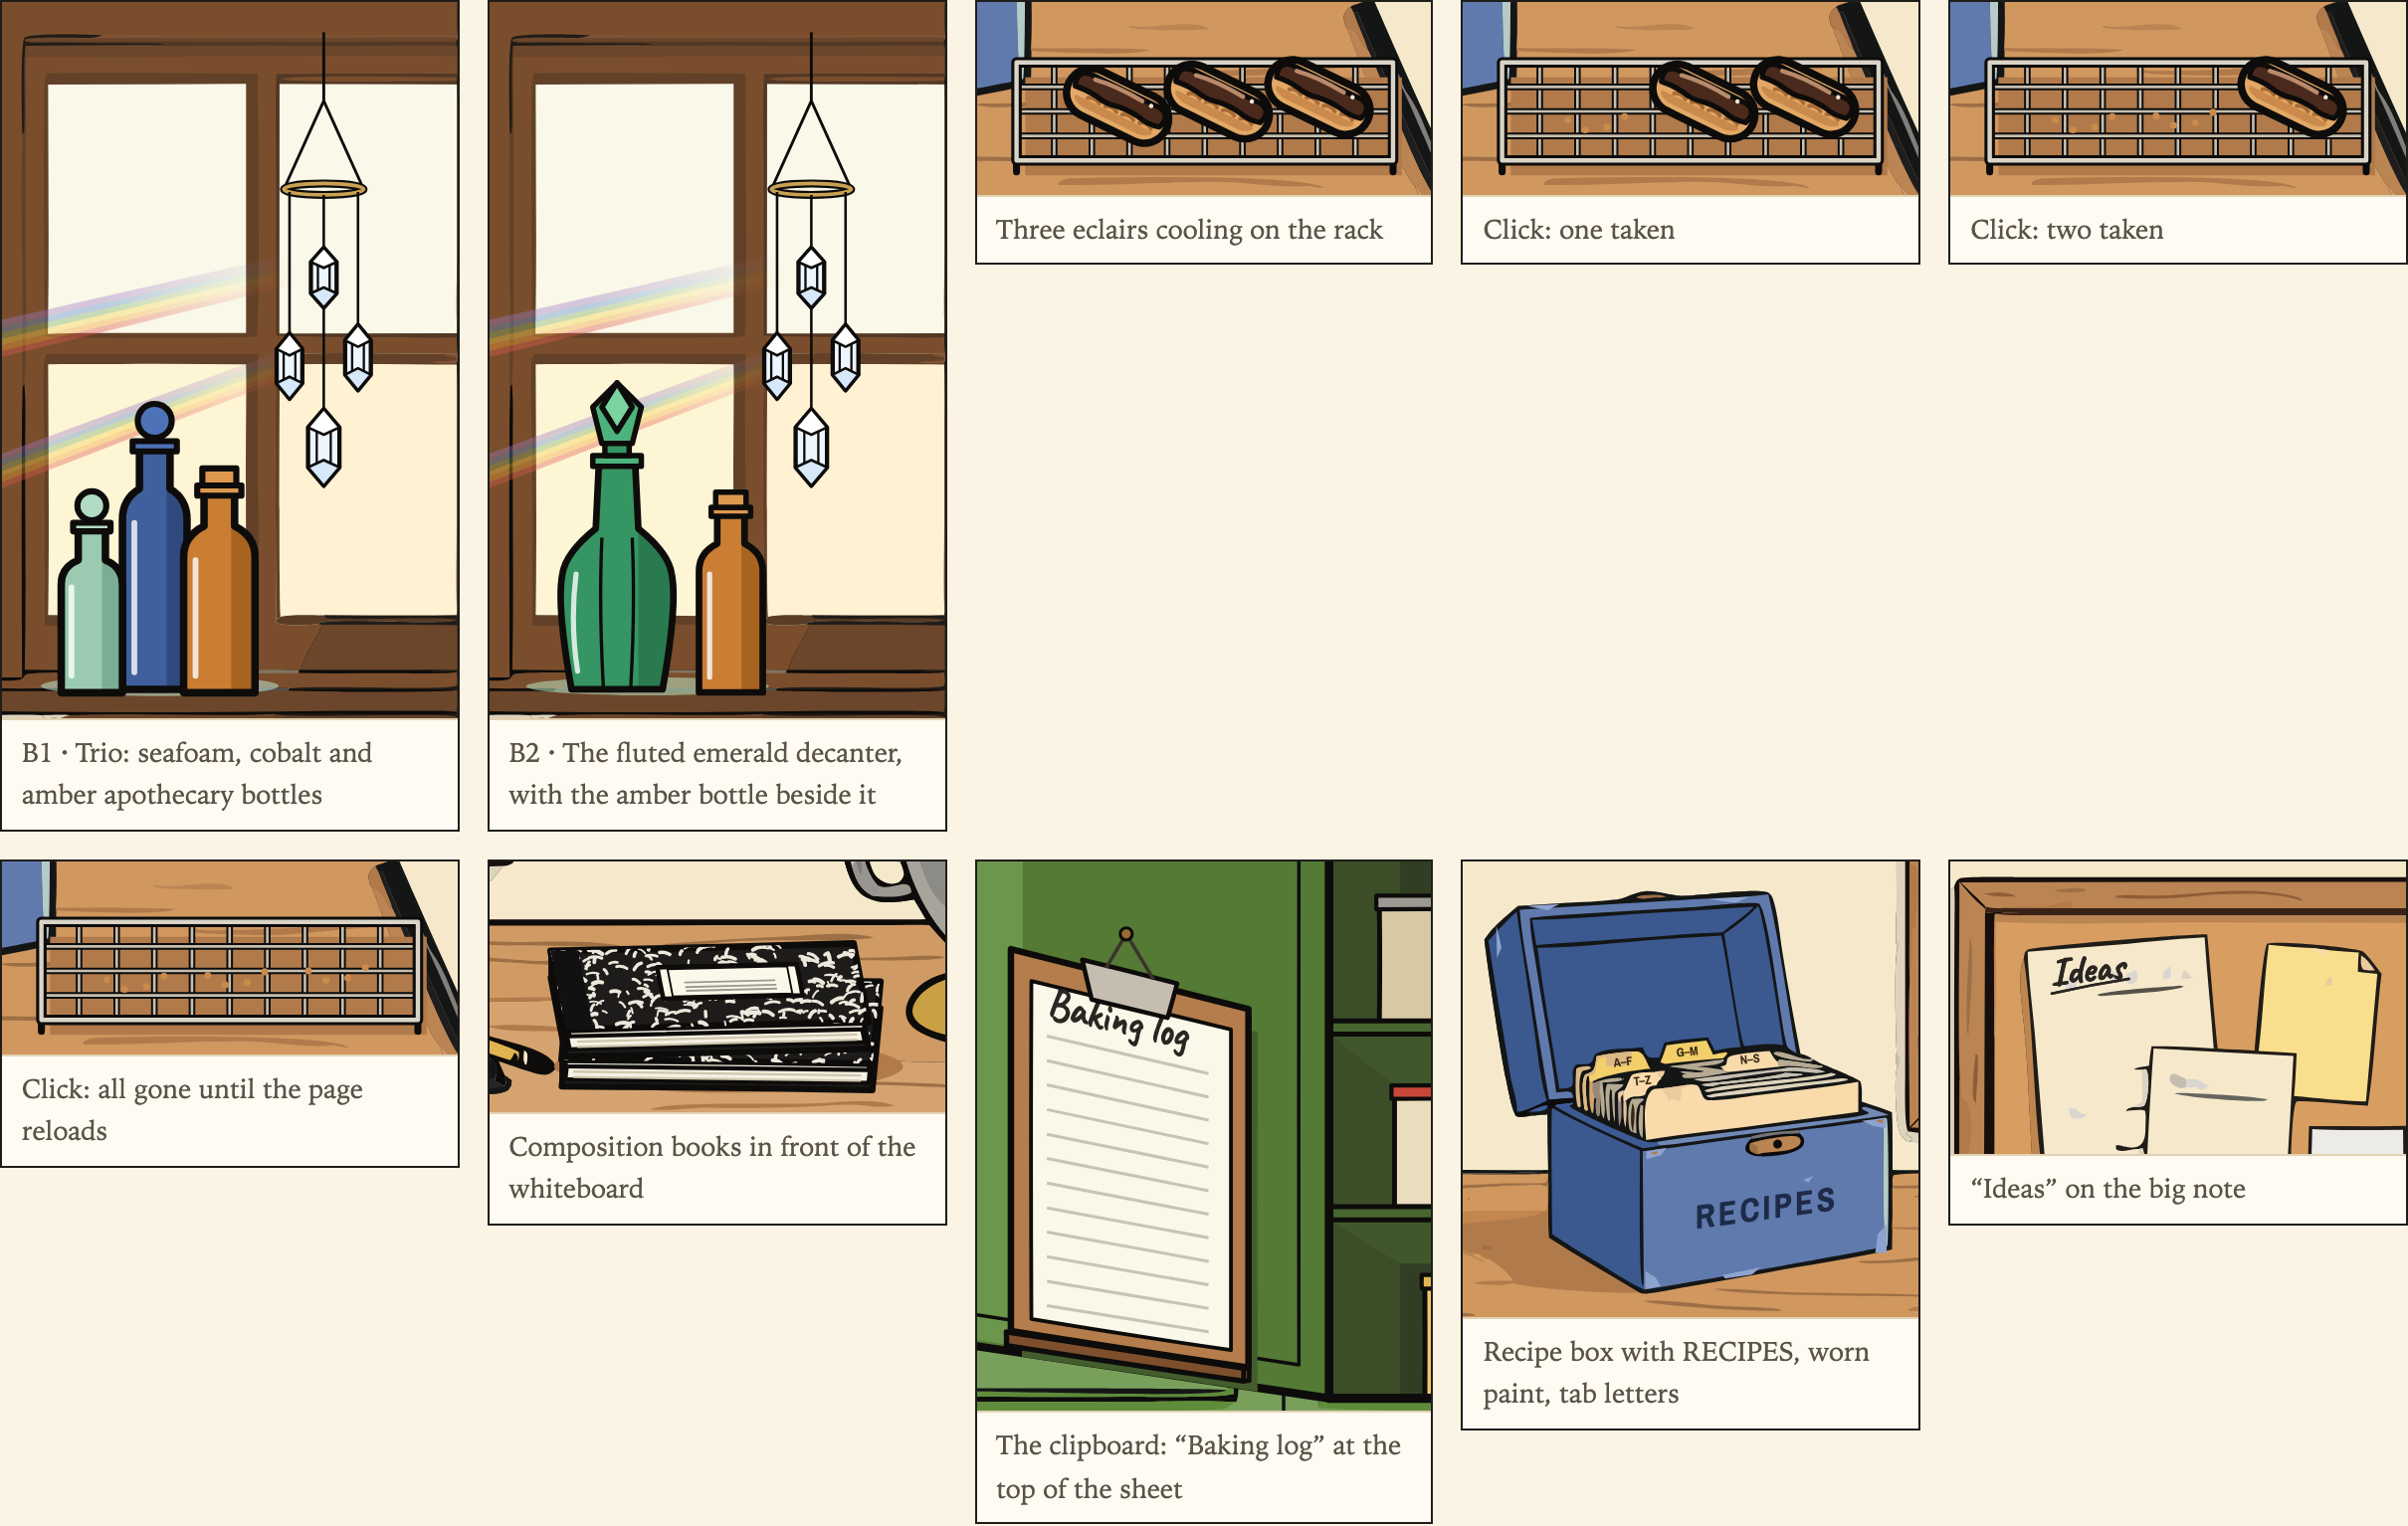 Three eclairs cooling on the rack
Click: one taken
Click: two taken
B1 · Trio: seafoam, cobalt and
amber apothecary bottles
B2 · The fluted emerald decanter,
with the amber bottle beside it
Click: all gone until the page
reloads
Composition books in front of the
whiteboard
Baking log
The clipboard: “Baking log” at the
top of the sheet
A–F
G–M
N–S
T–Z
RECIPES
Recipe box with RECIPES, worn
paint, tab letters
Ideas
“Ideas” on the big note